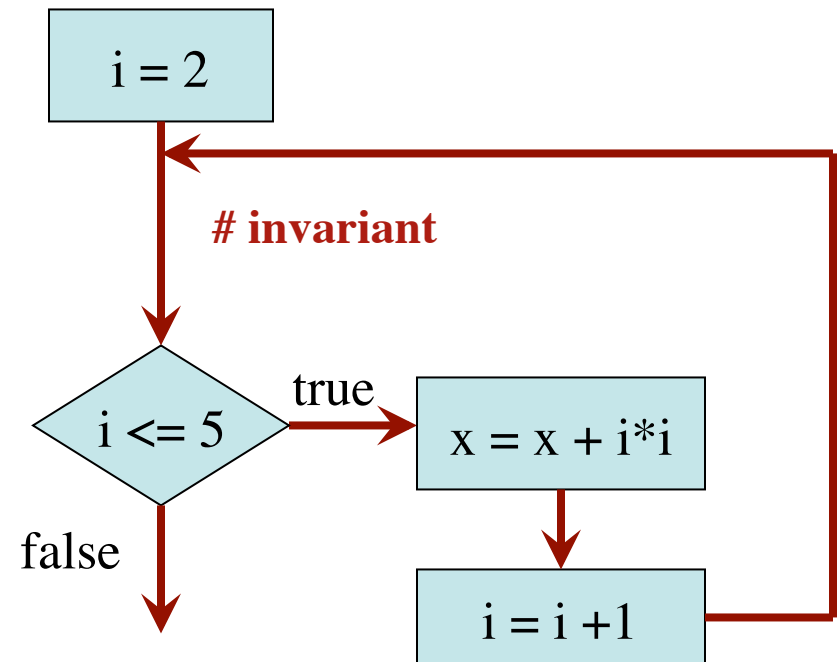 i = 2
# invariant
true
i <= 5
x = x + i*i
false
i = i +1